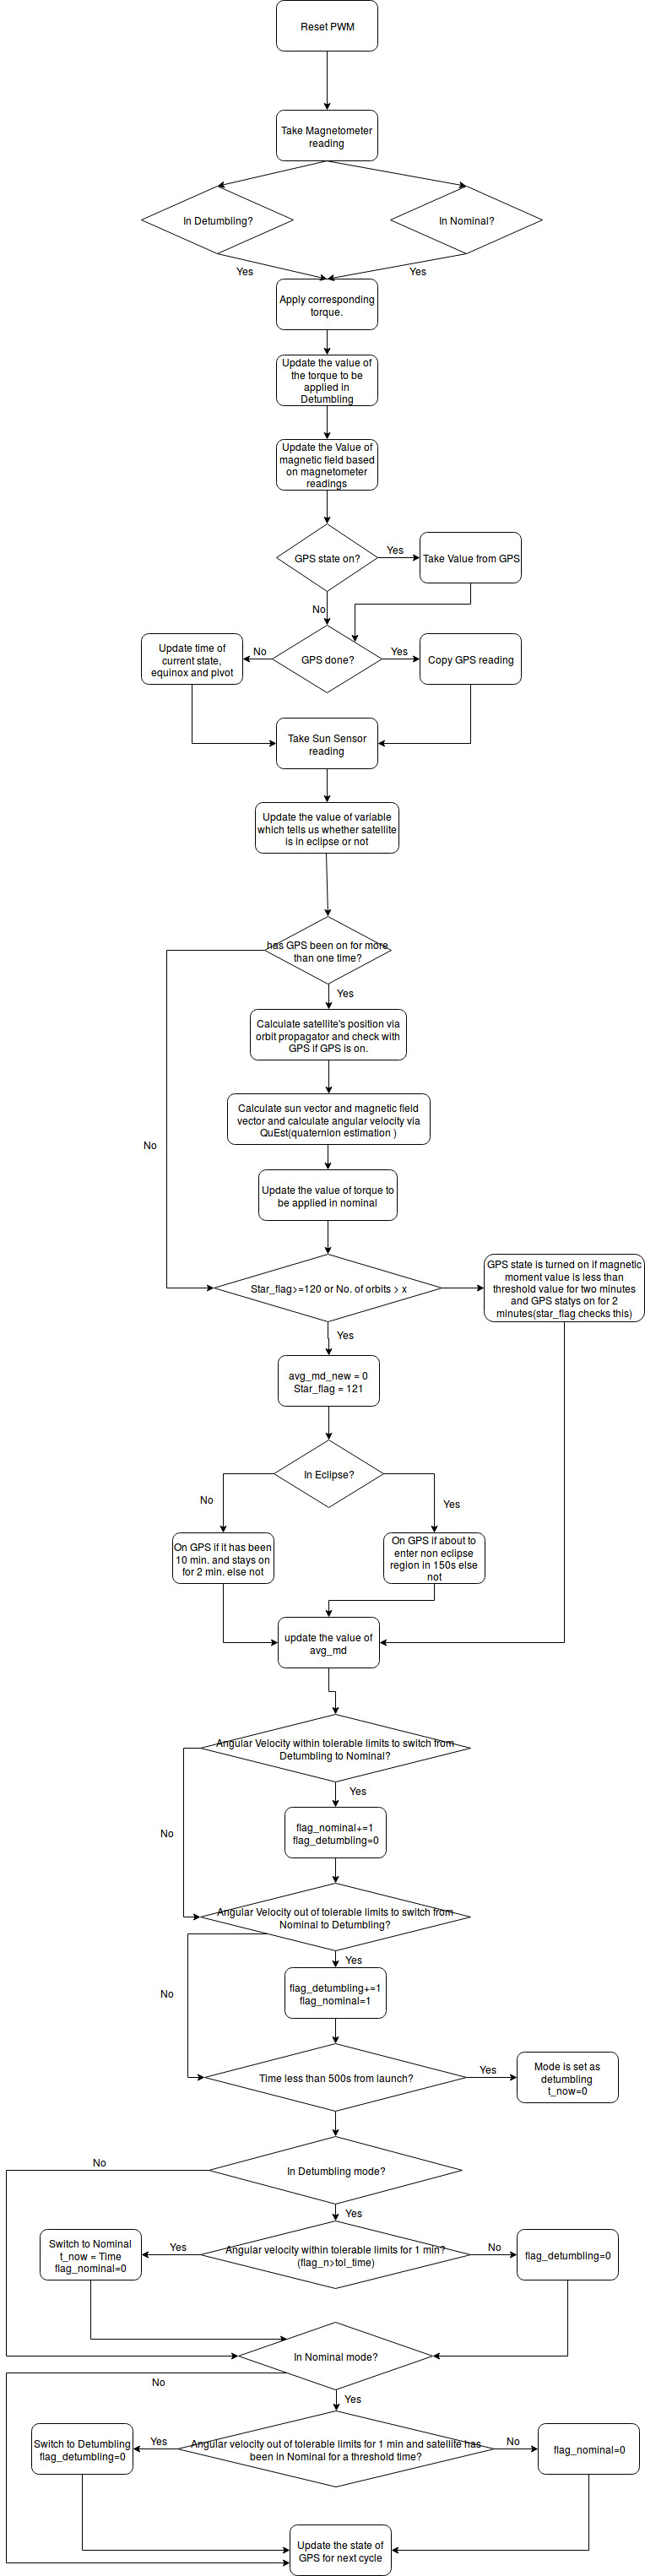 Reset PWM
Take Magnetometer
reading
In Detumbling?
In Nominal?
Yes
Yes
Apply corresponding
torque.
Update the value of
the torque to be
applied in
Detumbling
Update the Value of
magnetic field based
on magnetometer
readings
GPS state on?
Yes
Take Value from GPS
No
Update time of
current state,
equinox and pivot
No
GPS done?
Yes
Copy GPS reading
Take Sun Sensor
reading
Update the value of variable
which tells us whether satellite
is in eclipse or not
has GPS been on for more
than one time?
Yes
Calculate satellite's position via
orbit propagator and check with
GPS if GPS is on.
Calculate sun vector and magnetic field
vector and calculate angular velocity via
QuEst(quaternion estimation )
No
Update the value of torque to
be applied in nominal
Star_flag>=120 or No. of orbits > x
GPS state is turned on if magnetic
moment value is less than
threshold value for two minutes
and GPS statys on for 2
minutes(star_flag checks this)
Yes
avg_md_new = 0
Star_flag = 121
In Eclipse?
No
Yes
On GPS if it has been
10 min. and stays on
for 2 min. else not
On GPS if about to
enter non eclipse
region in 150s else
not
update the value of
avg_md
Angular Velocity within tolerable limits to switch from
Detumbling to Nominal?
Yes
No
flag_nominal+=1
flag_detumbling=0
Angular Velocity out of tolerable limits to switch from
Nominal to Detumbling?
Yes
No
flag_detumbling+=1
flag_nominal=1
Time less than 500s from launch?
Yes
Mode is set as
detumbling
t_now=0
No
In Detumbling mode?
Yes
Switch to Nominal
t_now = Time
flag_nominal=0
Yes
Angular velocity within tolerable limits for 1 min?
(flag_n>tol_time)
No
flag_detumbling=0
In Nominal mode?
No
Yes
Switch to Detumbling
flag_detumbling=0
Yes
Angular velocity out of tolerable limits for 1 min and satellite has
been in Nominal for a threshold time?
No
flag_nominal=0
Update the state of
GPS for next cycle